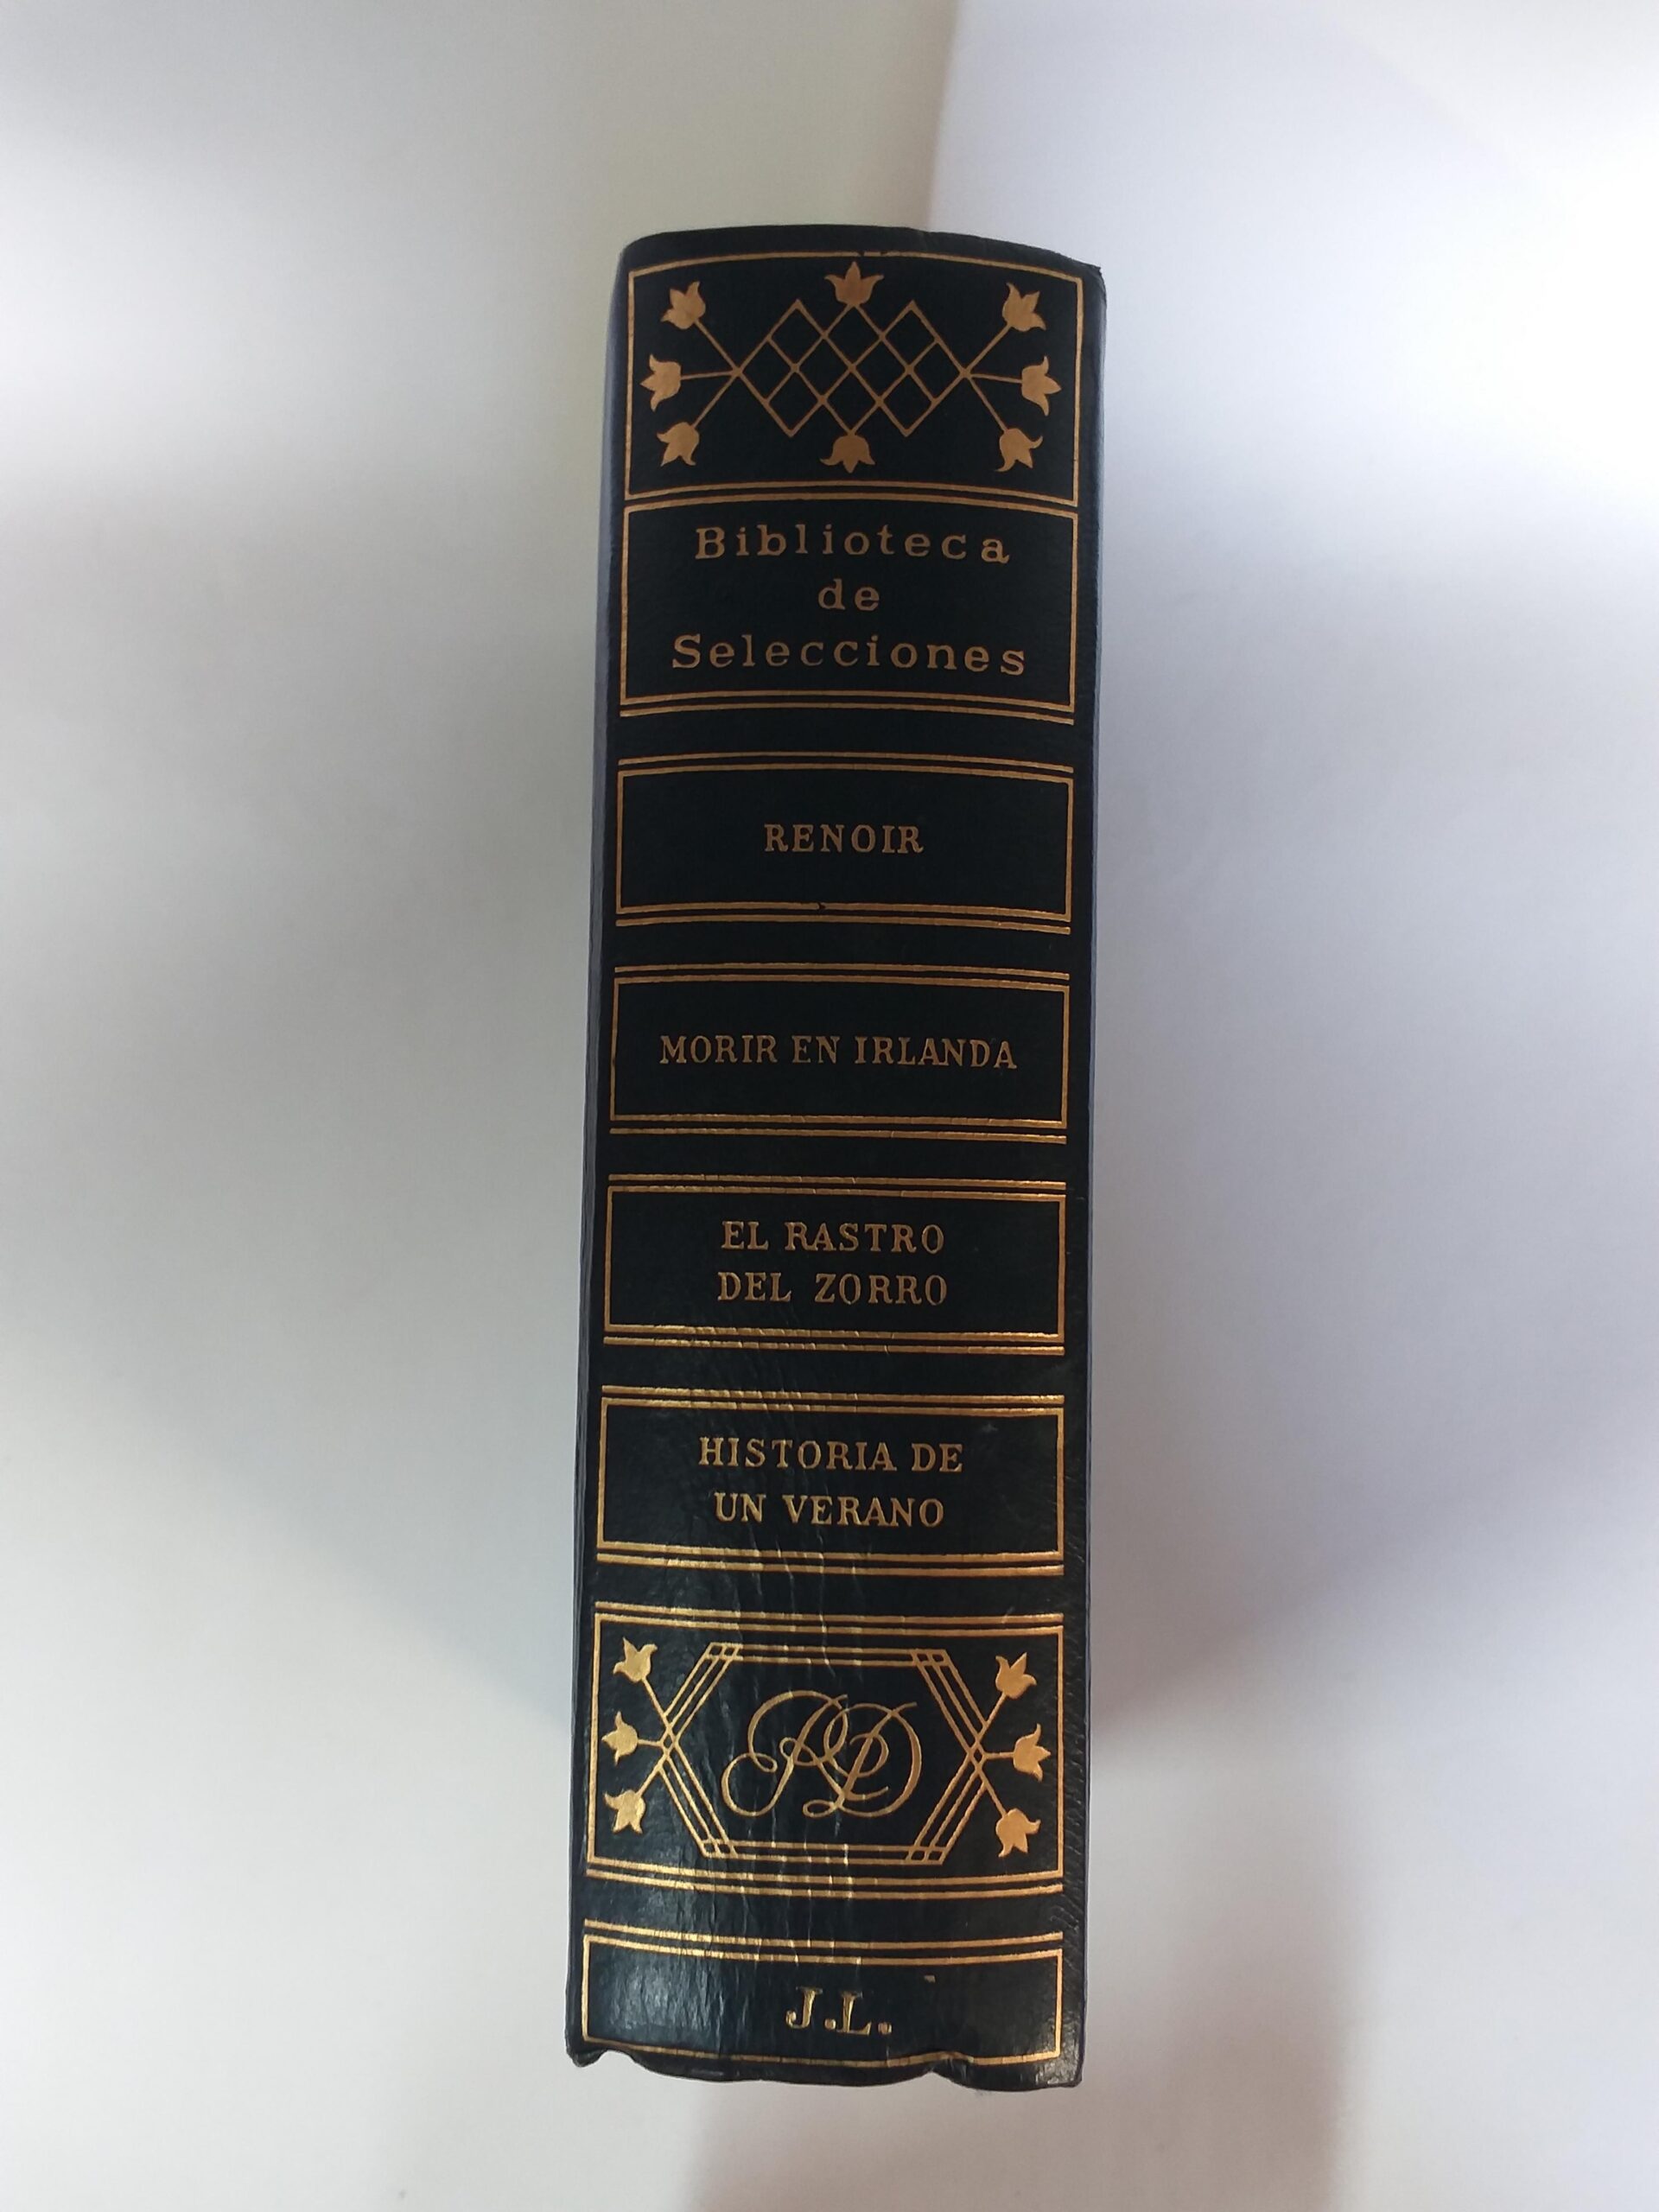 Biblioteca
de
Selecciones
RENOIR
MORIR EN IRLANDA
EL RASTRO
DEL ZORRO
HISTORIA DE
UN VERANO
RD
J.L.